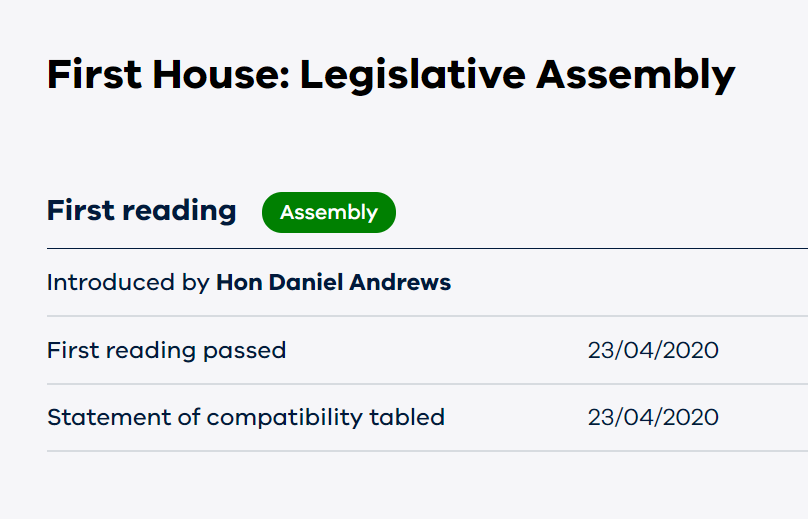 First House: Legislative Assembly
First reading Assembly
Introduced by Hon Daniel Andrews
First reading passed 23/04/2020
Statement of compatibility tabled 23/04/2020